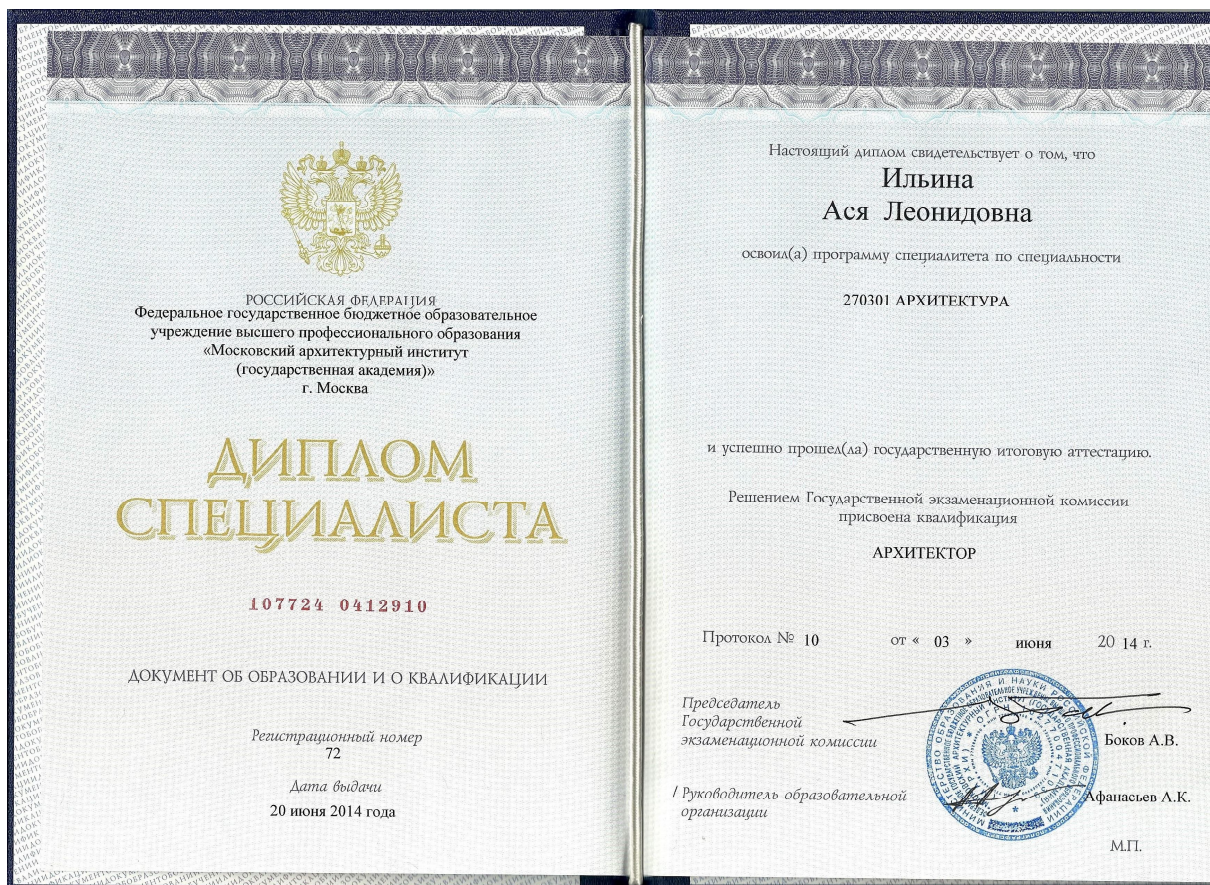 РОССИЙСКАЯ ФЕДЕРАЦИЯ
Федеральное государственное бюджетное образовательное
учреждение высшего профессионального образования
«Московский архитектурный институт
(государственная академия)»
г. Москва
ДИПЛОМ
СПЕЦИАЛИСТА
107724 0412910
ДОКУМЕНТ ОБ ОБРАЗОВАНИИ И О КВАЛИФИКАЦИИ
Регистрационный номер
72
Дата выдачи
20 июня 2014 года
Настоящий диплом свидетельствует о том, что
Ильина
Ася Леонидовна
освоил(а) программу специалитета по специальности
270301 АРХИТЕКТУРА
и успешно прошел(ла) государственную итоговую аттестацию.
Решением Государственной экзаменационной комиссии
присвоена квалификация
АРХИТЕКТОР
Протокол № 10 от « 03 » июня 20 14 г.
Председатель
Государственной
экзаменационной комиссии
Боков А.В.
/ Руководитель образовательной
организации
Афанасьев А.К.
М.П.